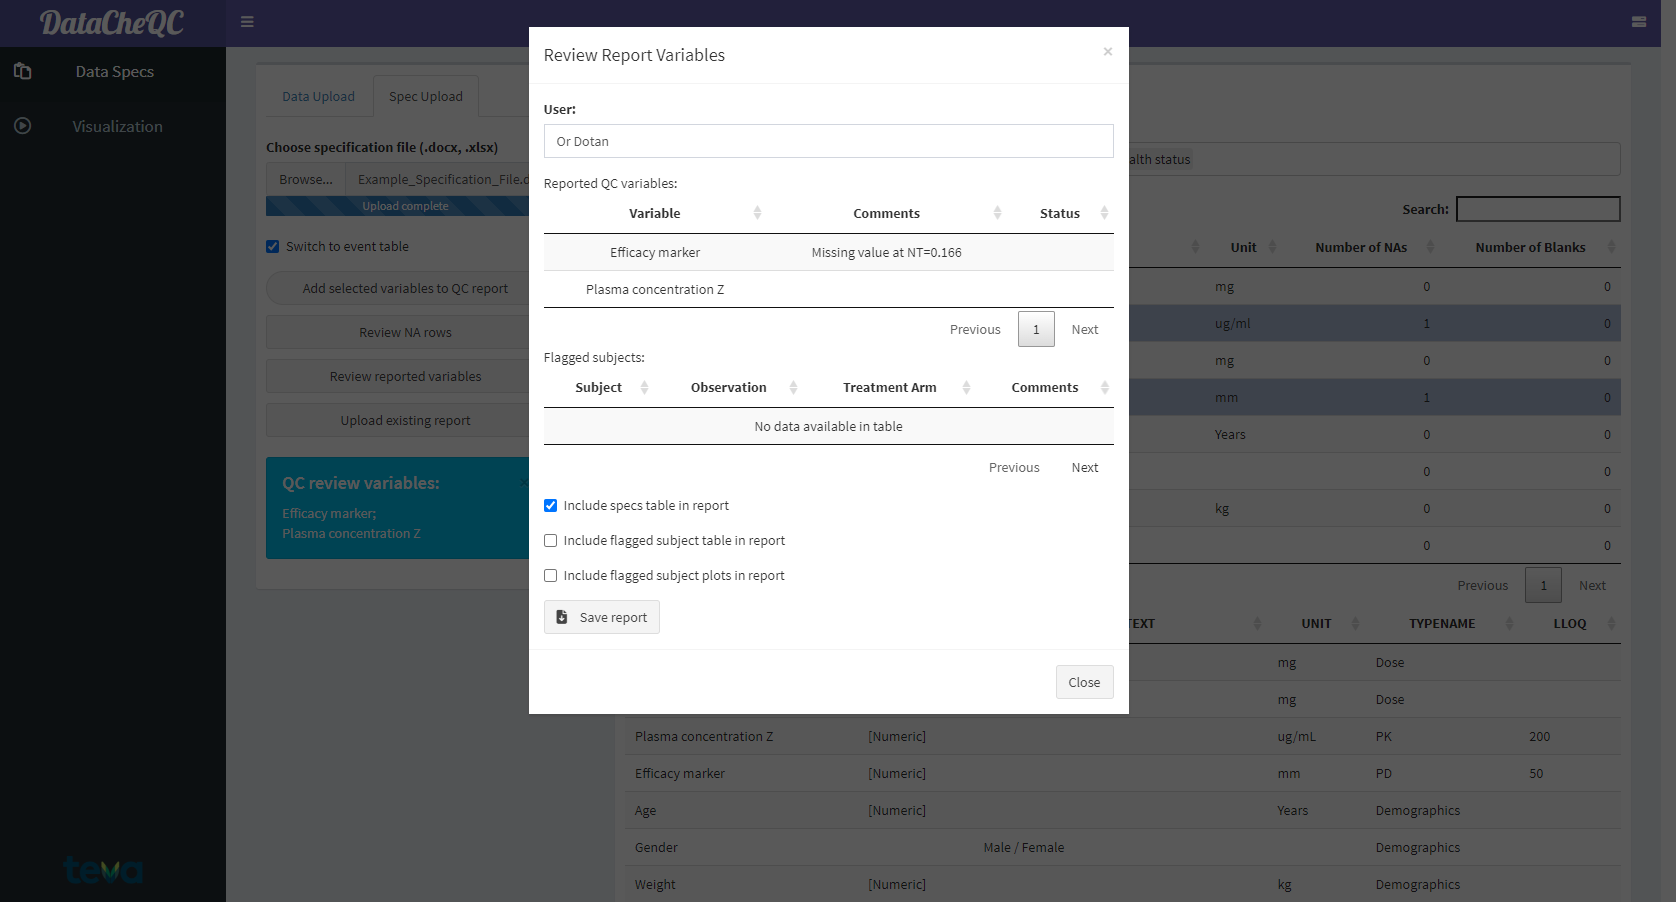 DataCheQC
Data Specs
Visualization
teva
Data Upload
Spec Upload
Choose specification file (.docx, .xlsx)
Browse...
Example_Specification_File.d
Upload complete
Switch to event table
Add selected variables to QC report
Review NA rows
Review reported variables
Upload existing report
QC review variables:
×
Efficacy marker;
Plasma concentration Z
Review Report Variables
×
User:
Or Dotan
Reported QC variables:
Variable Comments Status
Efficacy marker Missing value at NT=0.166
Plasma concentration Z
Previous 1 Next
Flagged subjects:
Subject Observation Treatment Arm Comments
No data available in table
Previous Next
Include specs table in report
Include flagged subject table in report
Include flagged subject plots in report
Save report
Close
alth status
Search:
Unit Number of NAs Number of Blanks
mg 0 0
ug/ml 1 0
mg 0 0
mm 1 0
Years 0 0
0 0
kg 0 0
0 0
Previous 1 Next
TEXT UNIT TYPENAME LLOQ
mg Dose
mg Dose
Plasma concentration Z [Numeric] ug/mL PK 200
Efficacy marker [Numeric] mm PD 50
Age [Numeric] Years Demographics
Gender Male / Female Demographics
Weight [Numeric] kg Demographics